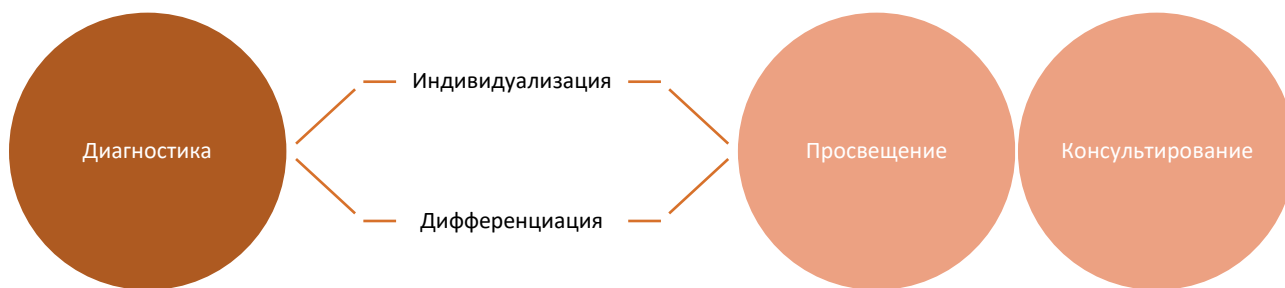 Диагностика
Индивидуализация
Дифференциация
Просвещение
Консультирование